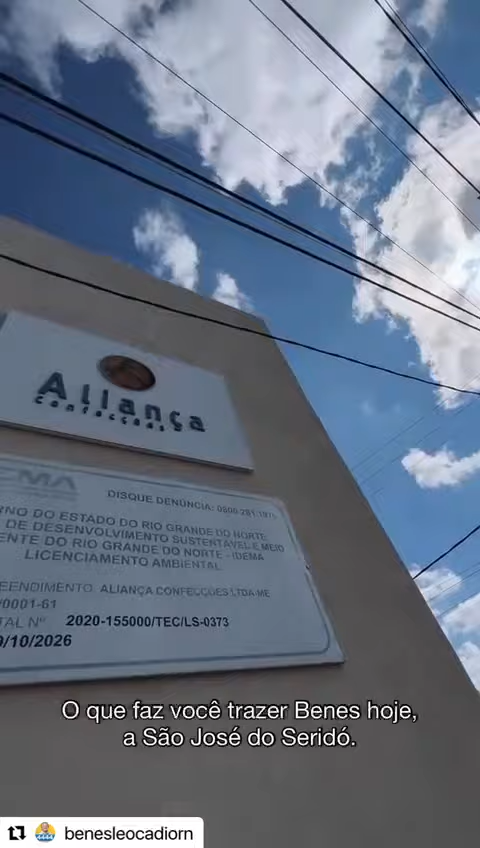 Aliança
confecções
DISQUE DENÚNCIA: 0800-281-1975
RNO DO ESTADO DO RIO GRANDE DO NORTE
DE DESENVOLVIMENTO SUSTENTÁVEL E MEIO
ENTE DO RIO GRANDE DO NORTE - IDEMA
LICENCIAMENTO AMBIENTAL
EENDIMENTO ALIANÇA CONFECÇÕES LTDA-ME
/0001-61
TAL Nº 2020-155000/TEC/LS-0373
9/10/2026
O que faz você trazer Benes hoje,
a São José do Seridó.
benesleocadiorn